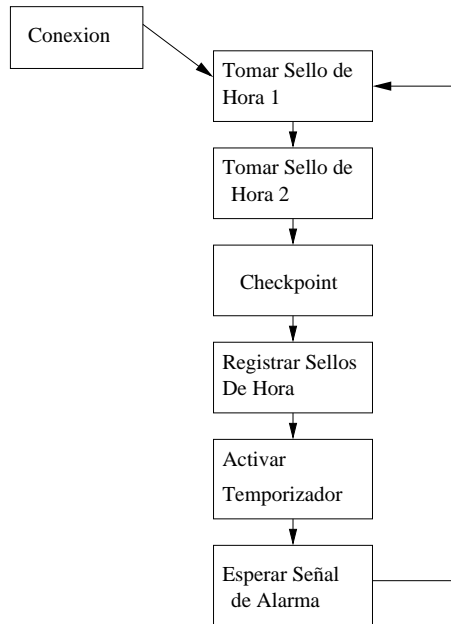 Conexion
Tomar Sello de
Hora 1
Tomar Sello de
Hora 2
Checkpoint
Registrar Sellos
De Hora
Activar
Temporizador
Esperar Señal
de Alarma